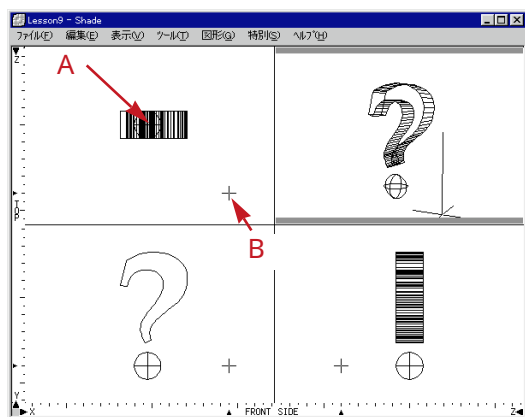 Lesson9 - Shade
ファイル(F) 編集(E) 表示(V) ツール(T) 図形(G) 特別(S) ヘルプ(H)
Z
A
TOP
B
Y
X FRONT SIDE Z